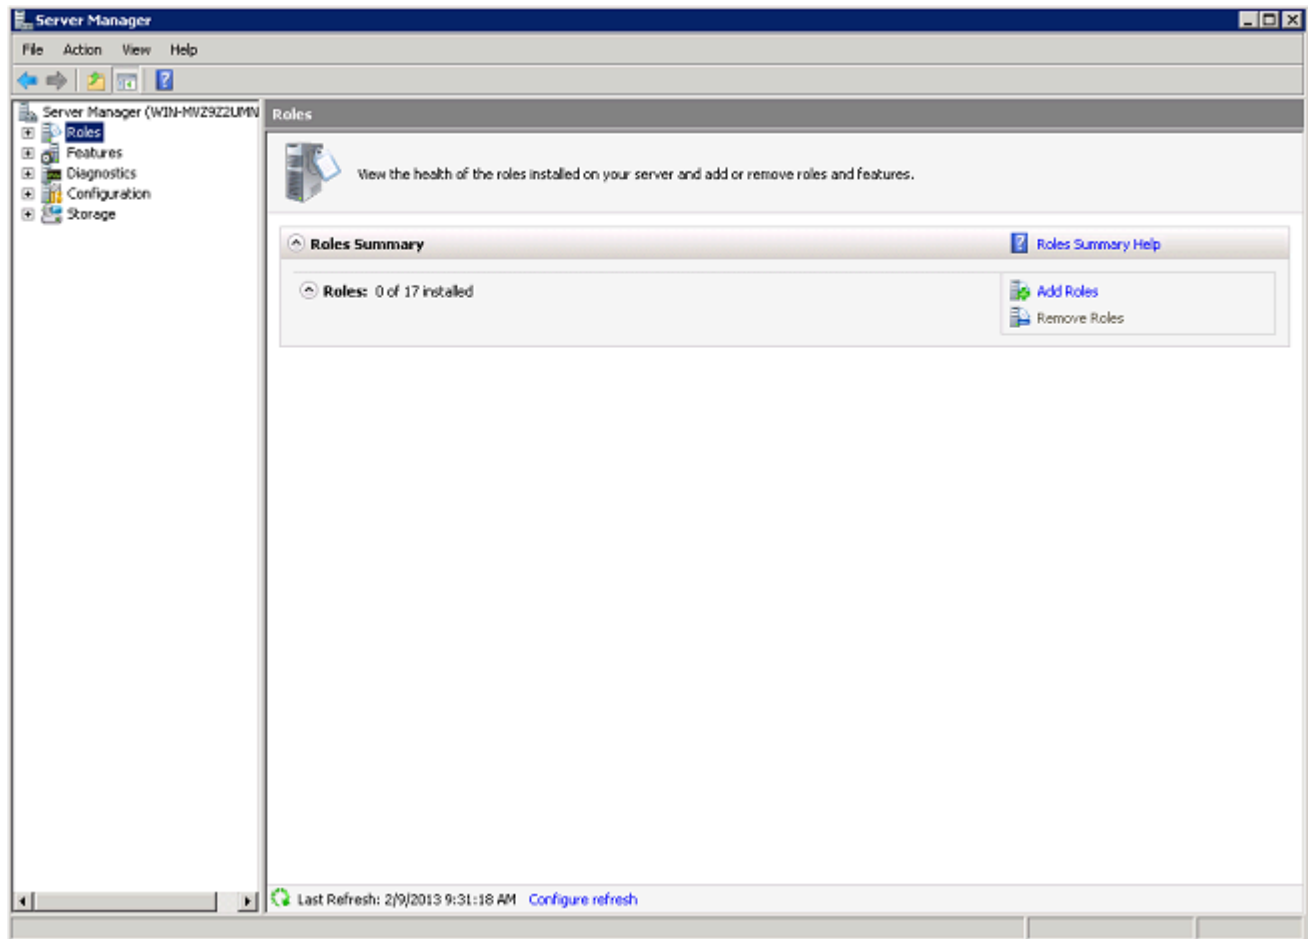 Server Manager
File Action View Help
Server Manager (WIN-MVZ9Z2UMN
Roles
Features
Diagnostics
Configuration
Storage
Roles
View the health of the roles installed on your server and add or remove roles and features.
Roles Summary
Roles Summary Help
Roles: 0 of 17 installed
Add Roles
Remove Roles
Last Refresh: 2/9/2013 9:31:18 AM Configure refresh